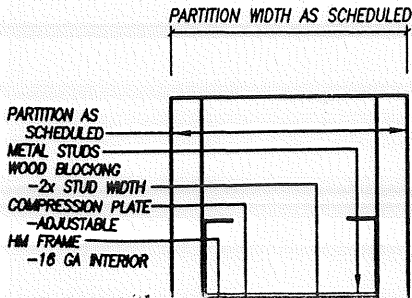 PARTITION WIDTH AS SCHEDULED
PARTITION AS
SCHEDULED
METAL STUDS
WOOD BLOCKING
-2x STUD WIDTH
COMPRESSION PLATE
-ADJUSTABLE
HM FRAME
-16 GA INTERIOR